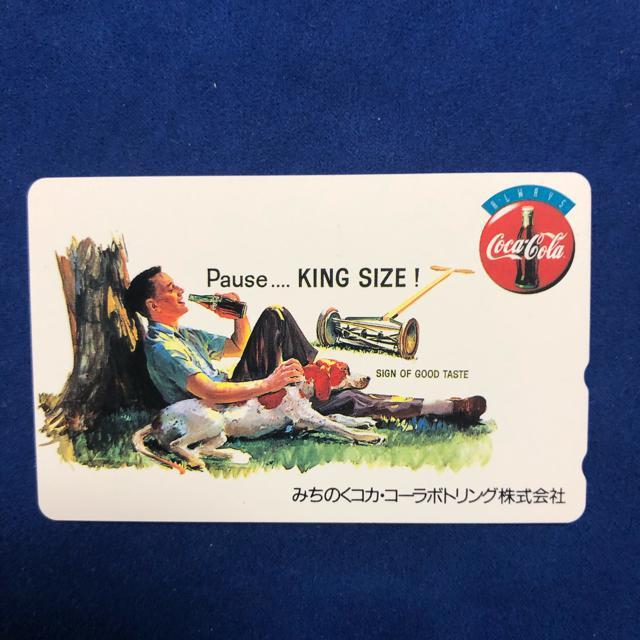 ALWAYS
Coca-Cola
Pause.... KING SIZE!
SIGN OF GOOD TASTE
みちのくコカ・コーラボトリング株式会社